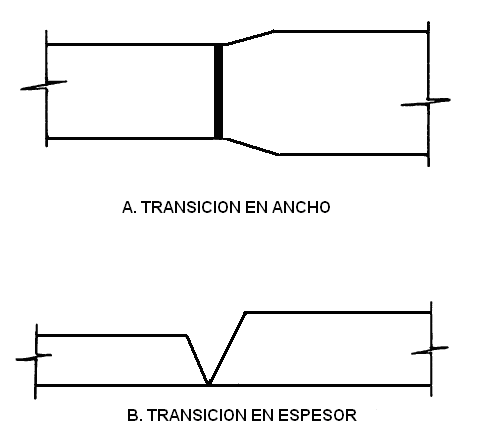 A. TRANSICION EN ANCHO
B. TRANSICION EN ESPESOR